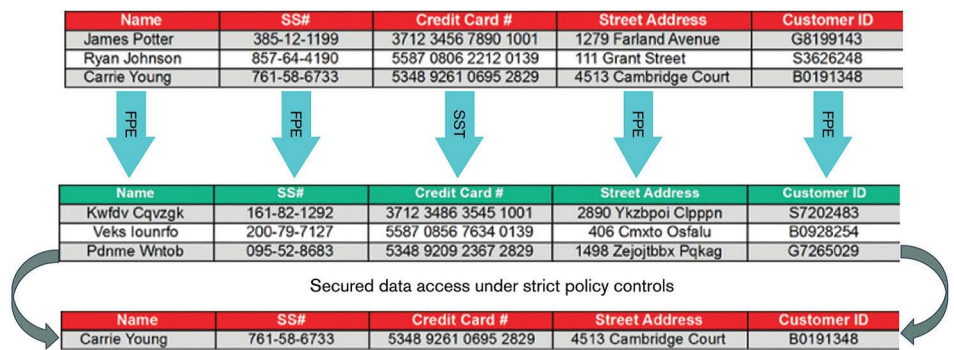 Name SS# Credit Card # Street Address Customer ID
James Potter 385-12-1199 3712 3456 7890 1001 1279 Farland Avenue G8199143
Ryan Johnson 857-64-4190 5587 0806 2212 0139 111 Grant Street S3626248
Carrie Young 761-58-6733 5348 9261 0695 2829 4513 Cambridge Court B0191348
FPE FPE SST FPE FPE
Name SS# Credit Card # Street Address Customer ID
Kwfdv Cqvzgk 161-82-1292 3712 3486 3545 1001 2890 Ykzbpoi Clpppn S7202483
Veks Iounrfo 200-79-7127 5587 0856 7634 0139 406 Cmxto Osfalu B0928254
Pdnme Wntob 095-52-8683 5348 9209 2367 2829 1498 Zejojtbbx Pqkag G7265029
Secured data access under strict policy controls
Name SS# Credit Card # Street Address Customer ID
Carrie Young 761-58-6733 5348 9261 0695 2829 4513 Cambridge Court B0191348